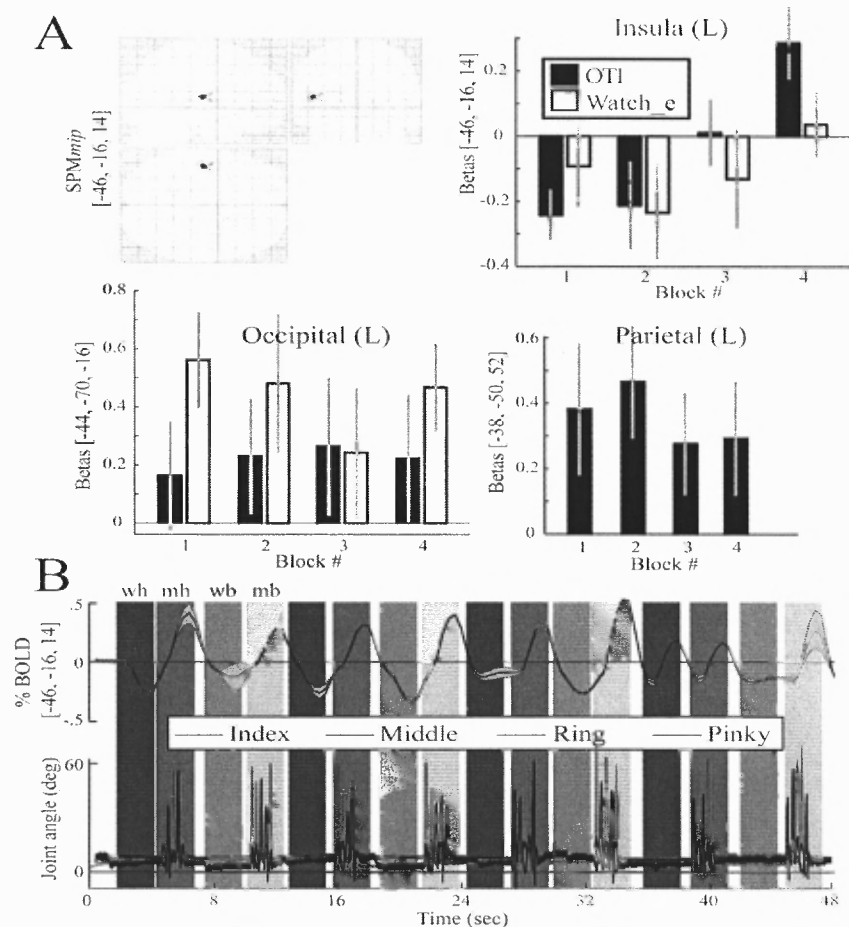 A
SPMmip
[-46, -16, 14]
Insula (L)
Betas [-46, -16, 14]
0.2
0
-0.2
-0.4
OTI
Watch_e
1 2 3 4
Block #
Occipital (L)
Betas [-44, -70, -16]
0.8
0.6
0.4
0.2
0
1 2 3 4
Block #
Parietal (L)
Betas [-38, -50, 52]
0.6
0.4
0.2
0
1 2 3 4
Block #
B
wh mh wb mb
% BOLD
[-46, -16, 14]
.5
0
-.5
Index Middle Ring Pinky
Joint angle (deg)
60
0
0 8 16 24 32 40 48
Time (sec)